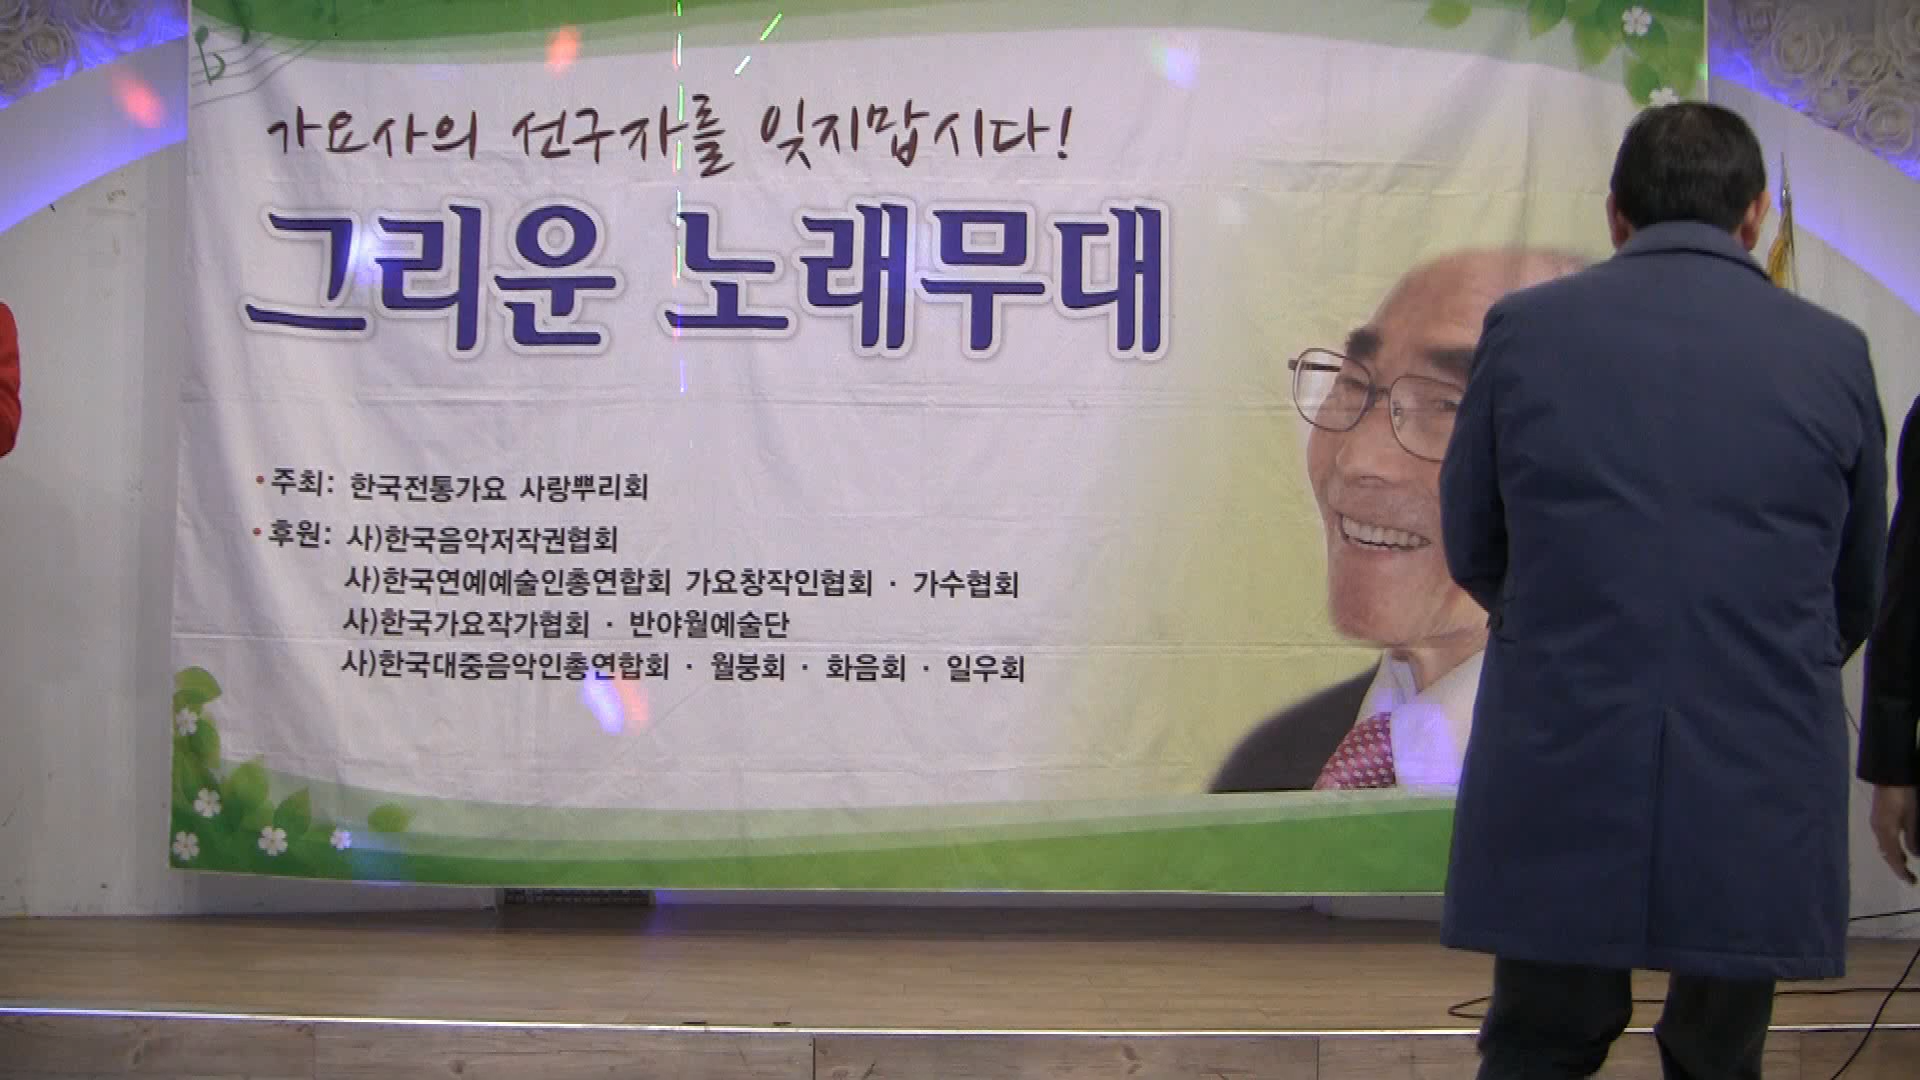 가요사의 선구자를 잊지맙시다!
그리운 노래무대
• 주최: 한국전통가요 사랑뿌리회
• 후원: 사)한국음악저작권협회
사)한국연예예술인총연합회 가요창작인협회 · 가수협회
사)한국가요작가협회 · 반야월예술단
사)한국대중음악인총연합회 · 월붕회 · 화음회 · 일우회